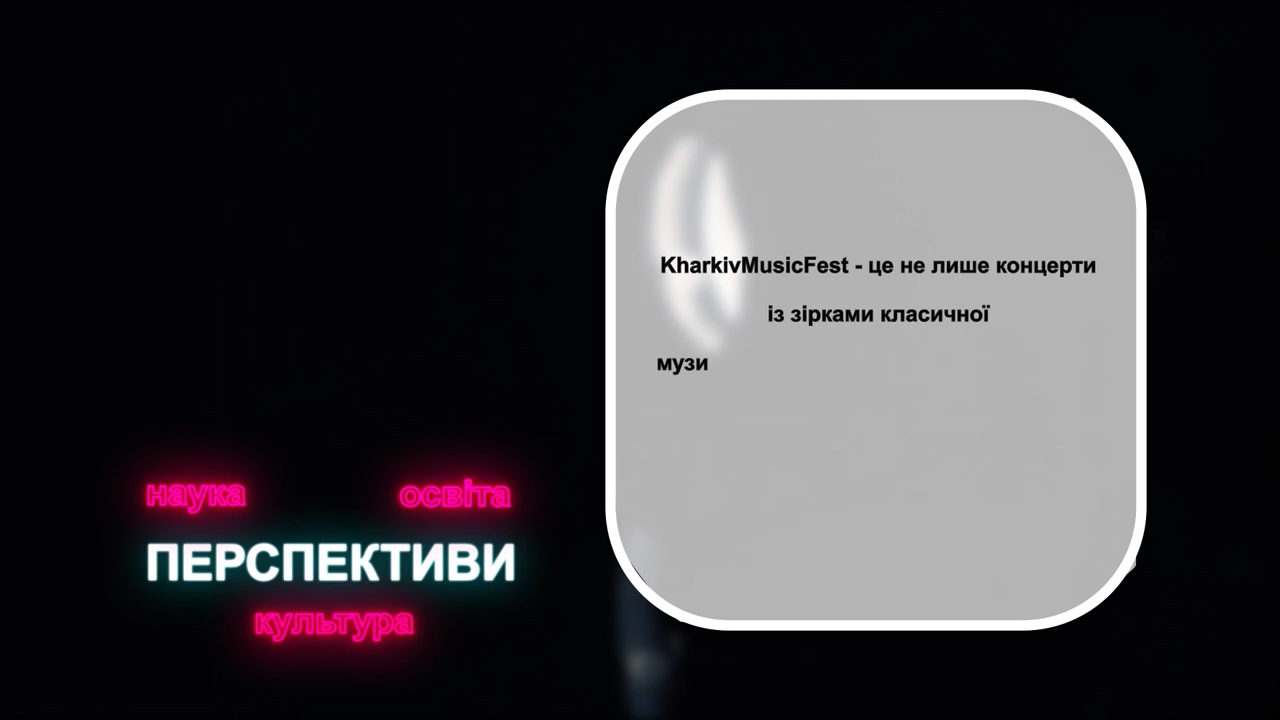 KharkivMusicFest - це не лише концерти
із зірками класичної
музи
наука
освіта
ПЕРСПЕКТИВИ
культура